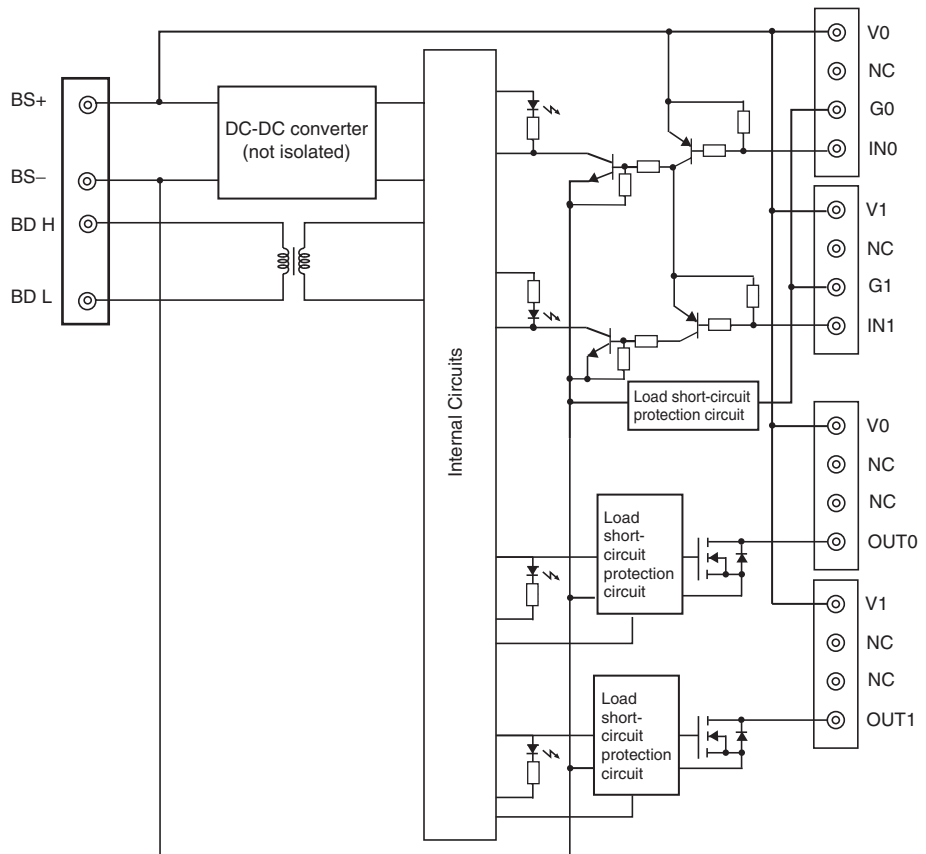 BS+
BS–
BD H
BD L
DC-DC converter
(not isolated)
Internal Circuits
V0
NC
G0
IN0
V1
NC
G1
IN1
Load short-circuit
protection circuit
V0
NC
NC
OUT0
Load
short-
circuit
protection
circuit
V1
NC
NC
OUT1
Load
short-
circuit
protection
circuit